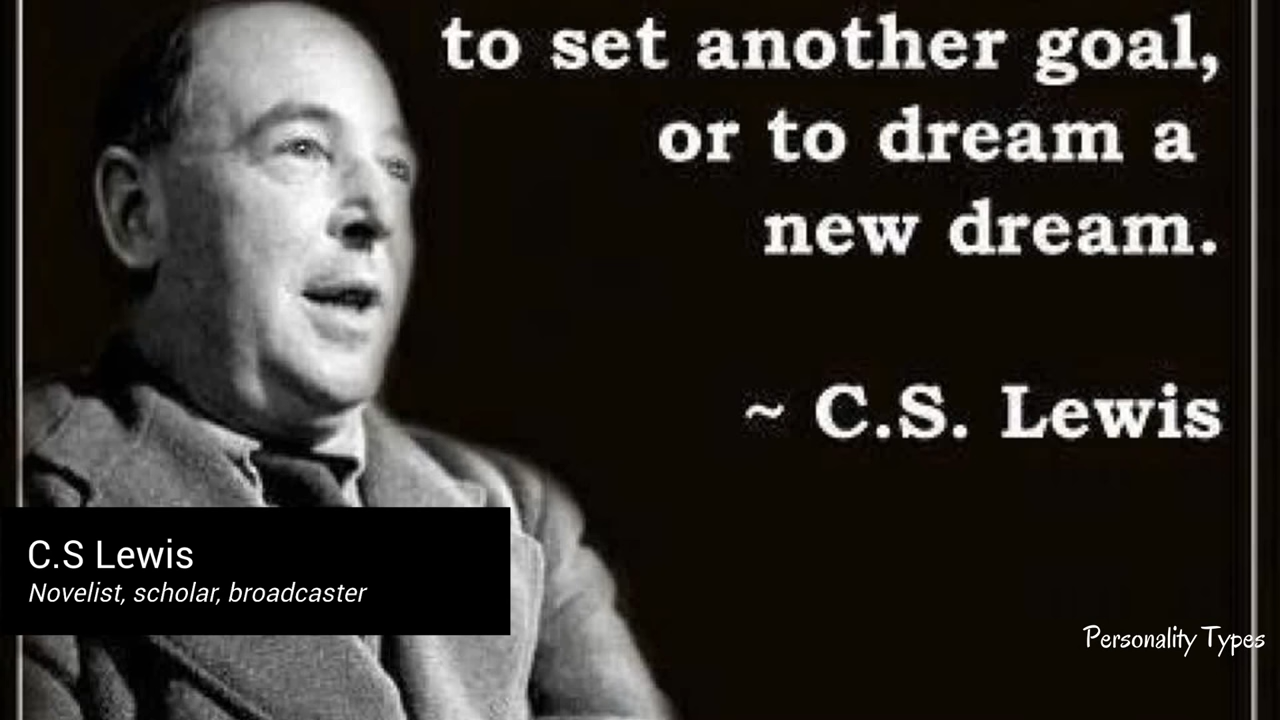 to set another goal,
or to dream a
new dream.
~ C.S. Lewis
C.S Lewis
Novelist, scholar, broadcaster
Personality Types